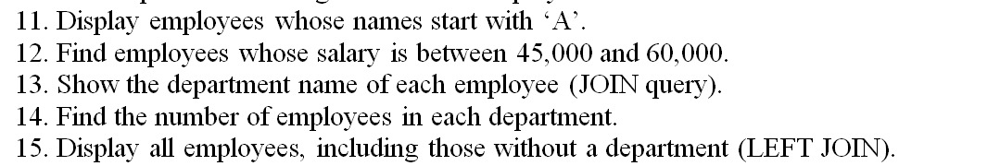 11. Display employees whose names start with ‘A’.
12. Find employees whose salary is between 45,000 and 60,000.
13. Show the department name of each employee (JOIN query).
14. Find the number of employees in each department.
15. Display all employees, including those without a department (LEFT JOIN).